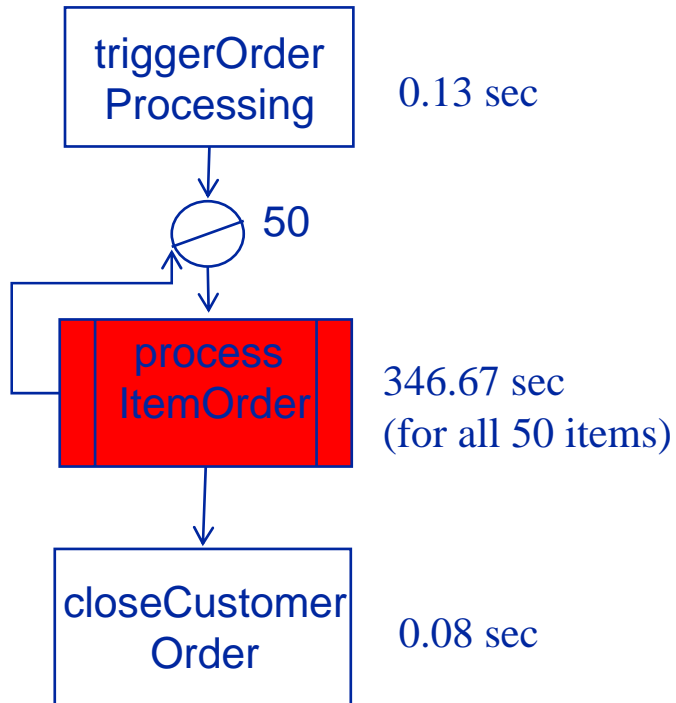 triggerOrder
Processing
0.13 sec
50
process
ItemOrder
346.67 sec
(for all 50 items)
closeCustomer
Order
0.08 sec